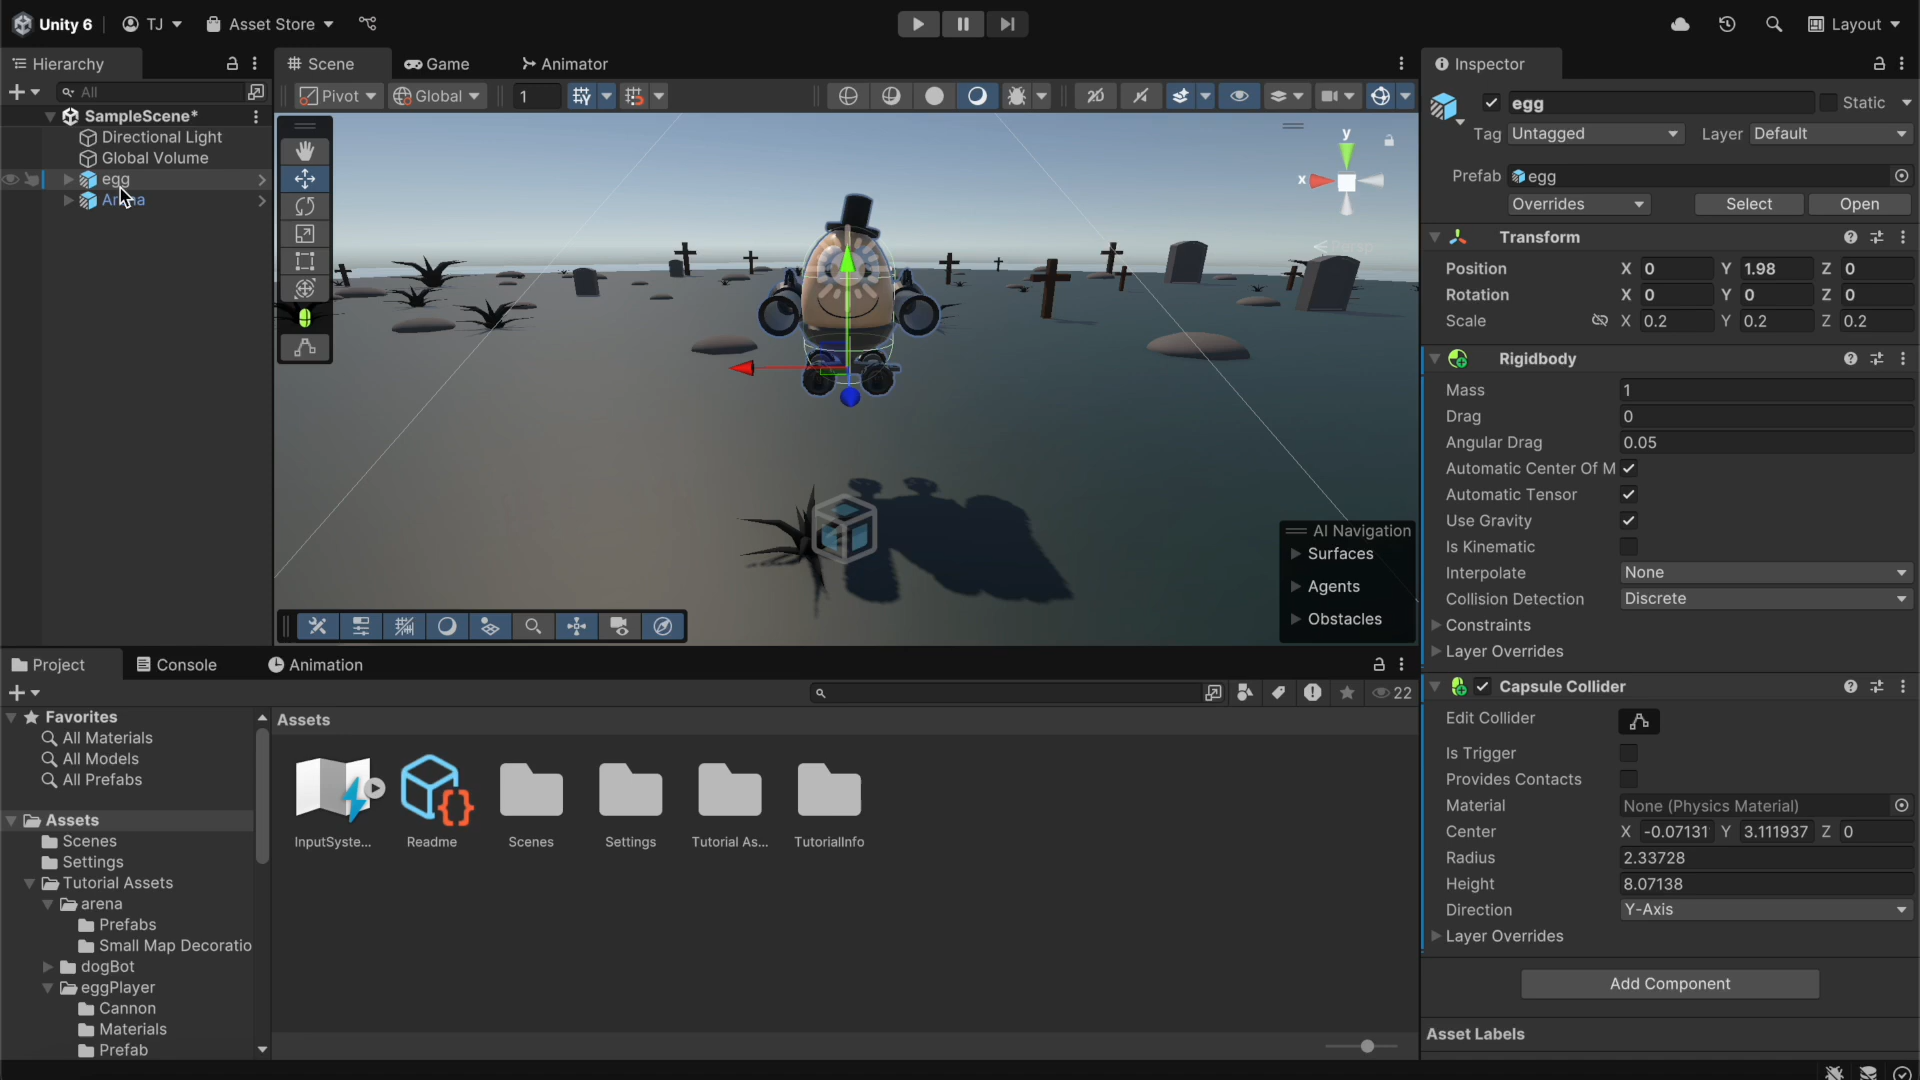 Unity 6
TJ
Asset Store
Layout
Hierarchy
All
SampleScene*
Directional Light
Global Volume
egg
Scene
Game
Animator
Pivot
Global
1
2D
y
x
Persp
AI Navigation
Surfaces
Agents
Obstacles
Inspector
egg
Static
Tag Untagged
Layer Default
Prefab egg
Overrides
Select
Open
Transform
Position X 0 Y 1.98 Z 0
Rotation X 0 Y 0 Z 0
Scale X 0.2 Y 0.2 Z 0.2
Rigidbody
Mass 1
Drag 0
Angular Drag 0.05
Automatic Center Of M
Automatic Tensor
Use Gravity
Is Kinematic
Interpolate None
Collision Detection Discrete
Constraints
Layer Overrides
Capsule Collider
Edit Collider
Is Trigger
Provides Contacts
Material None (Physics Material)
Center X -0.07131 Y 3.111937 Z 0
Radius 2.33728
Height 8.07138
Direction Y-Axis
Layer Overrides
Add Component
Asset Labels
Project
Console
Animation
22
Favorites
All Materials
All Models
All Prefabs
Assets
Scenes
Settings
Tutorial Assets
arena
Prefabs
Small Map Decoratio
dogBot
eggPlayer
Cannon
Materials
Prefab
Assets
InputSyste...
Readme
Scenes
Settings
Tutorial As...
TutorialInfo